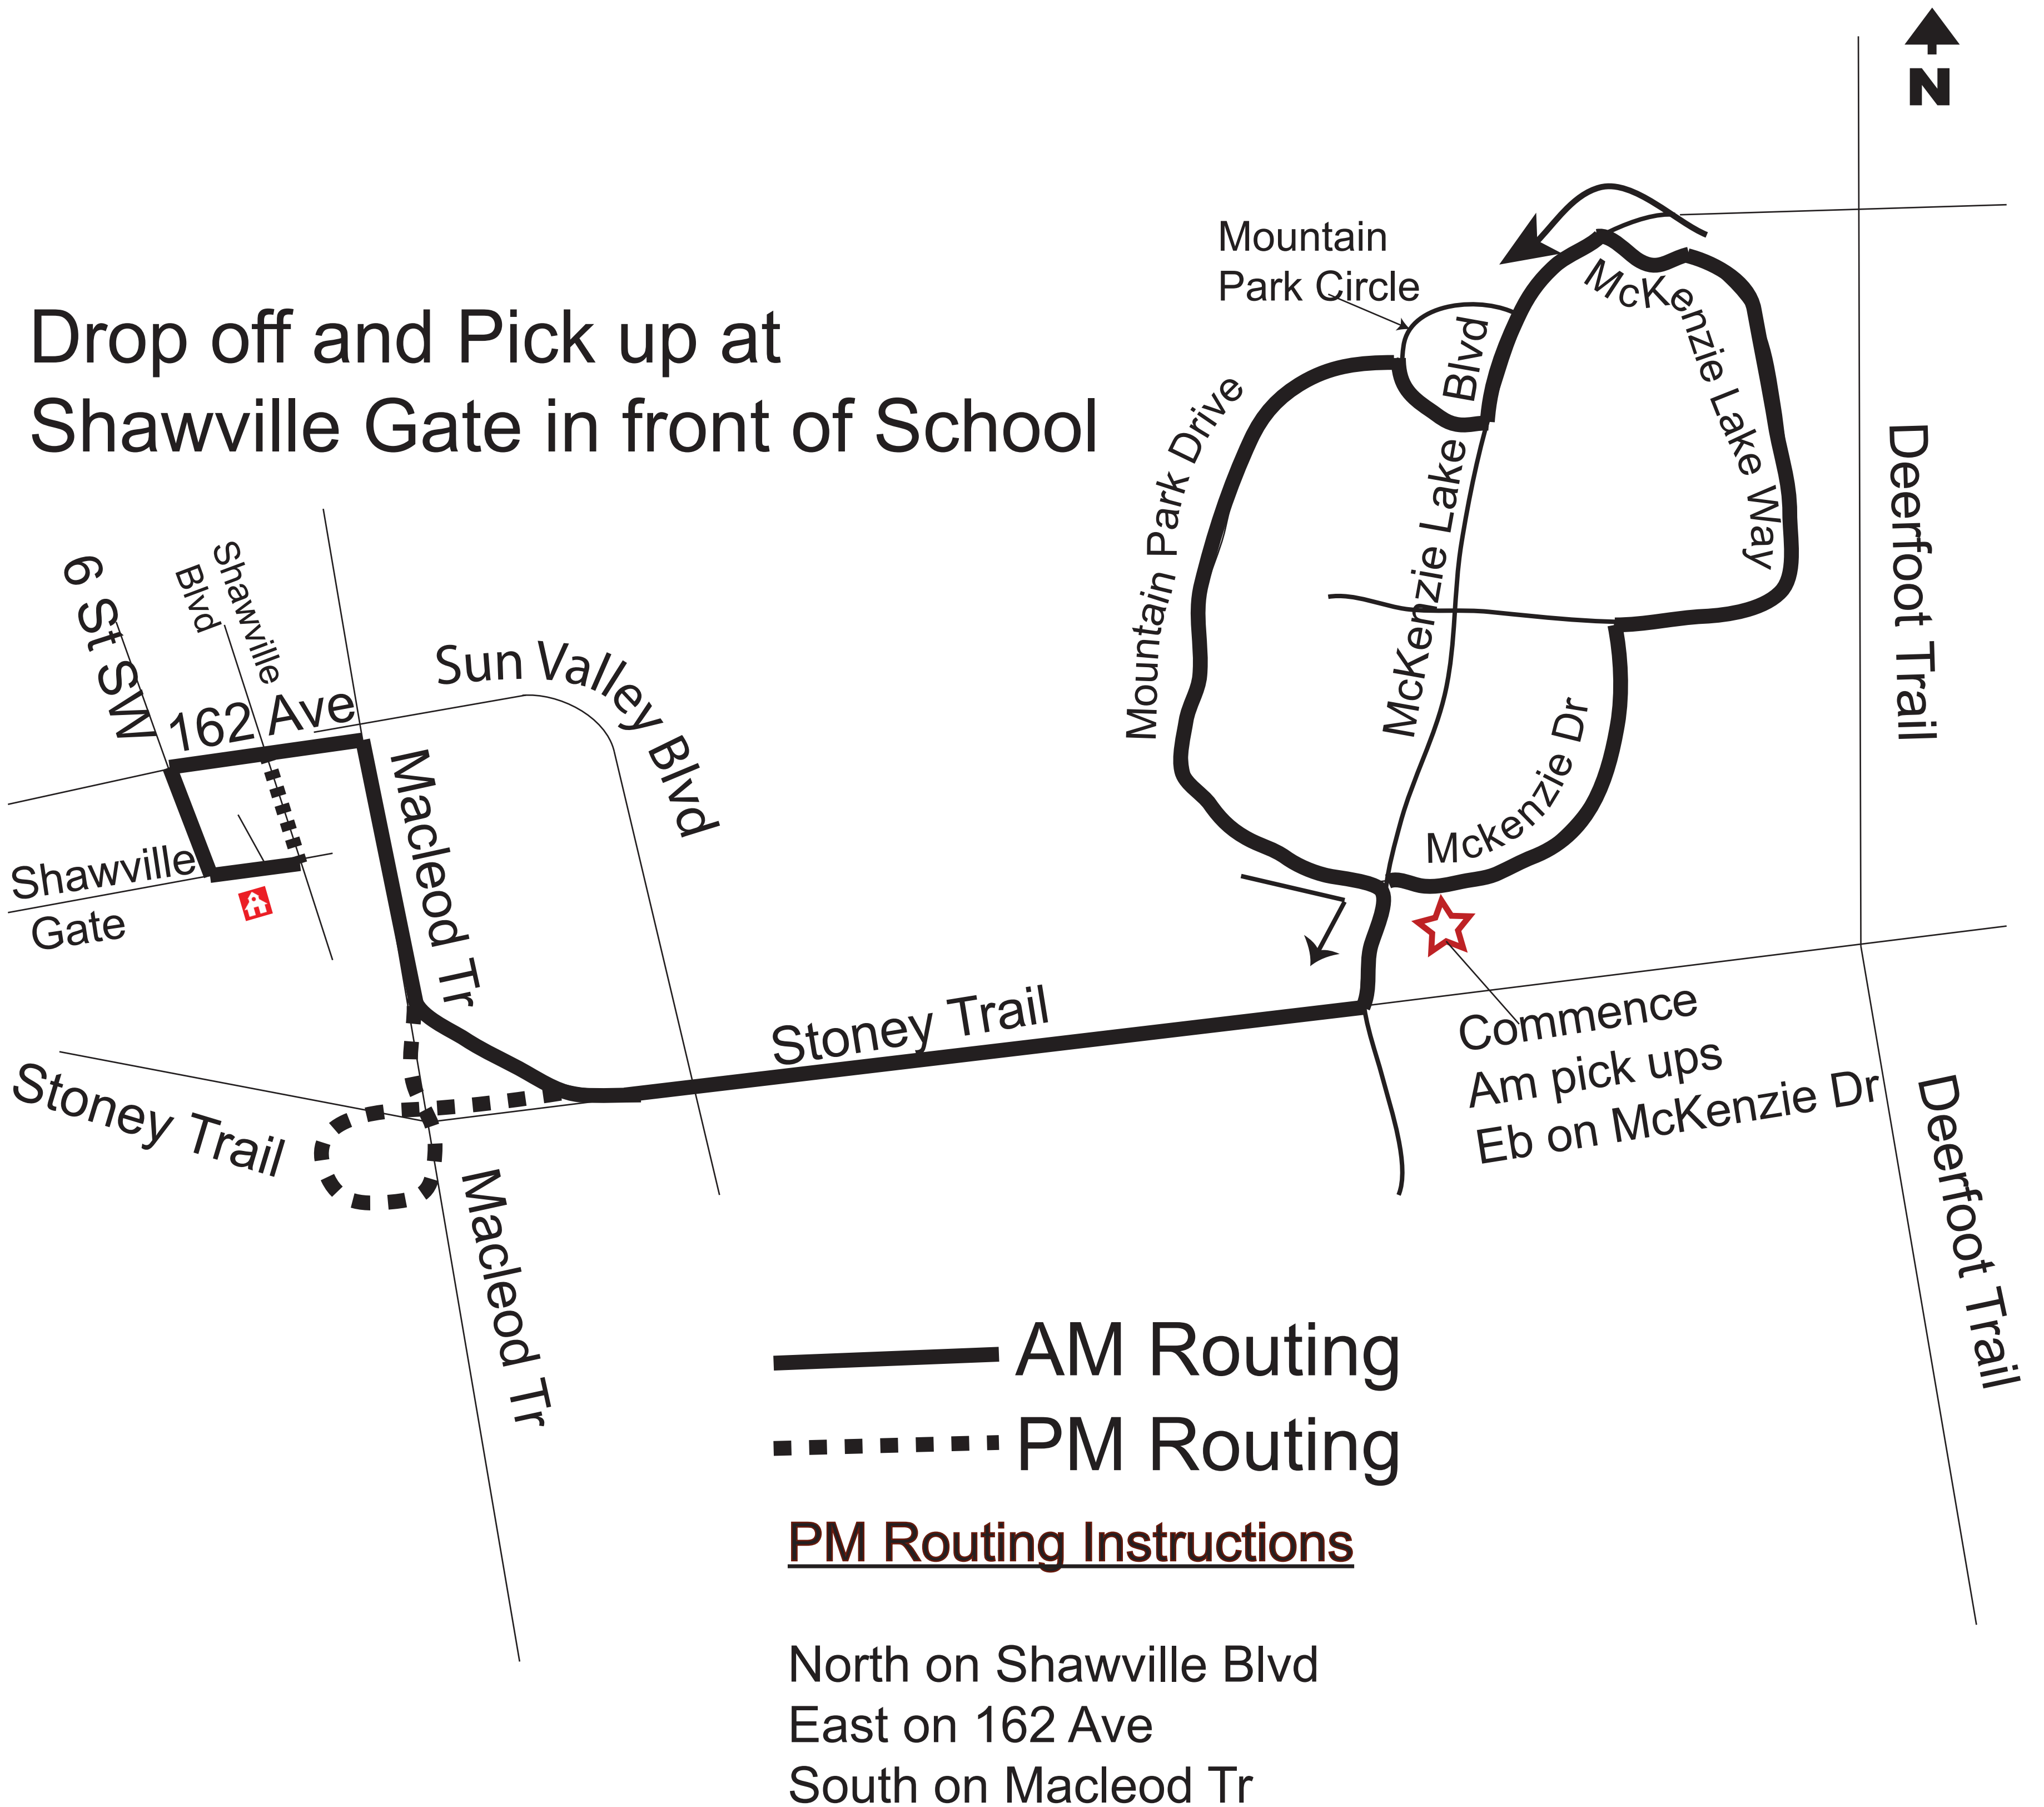 N
Mountain
Park Circle
McKenzie Lake Way
Drop off and Pick up at
Shawville Gate in front of School
Mountain Park Drive
McKenzie Lake Blvd
Deerfoot Trail
6 St SW
Shawville
Blvd
162 Ave
Sun Valley Blvd
Macleod Tr
Mckenzie Dr
Shawville
Gate
Stoney Trail
Commence
Am pick ups
Eb on McKenzie Dr
Stoney Trail
Macleod Tr
Deerfoot Trail
AM Routing
PM Routing
PM Routing Instructions
North on Shawville Blvd
East on 162 Ave
South on Macleod Tr